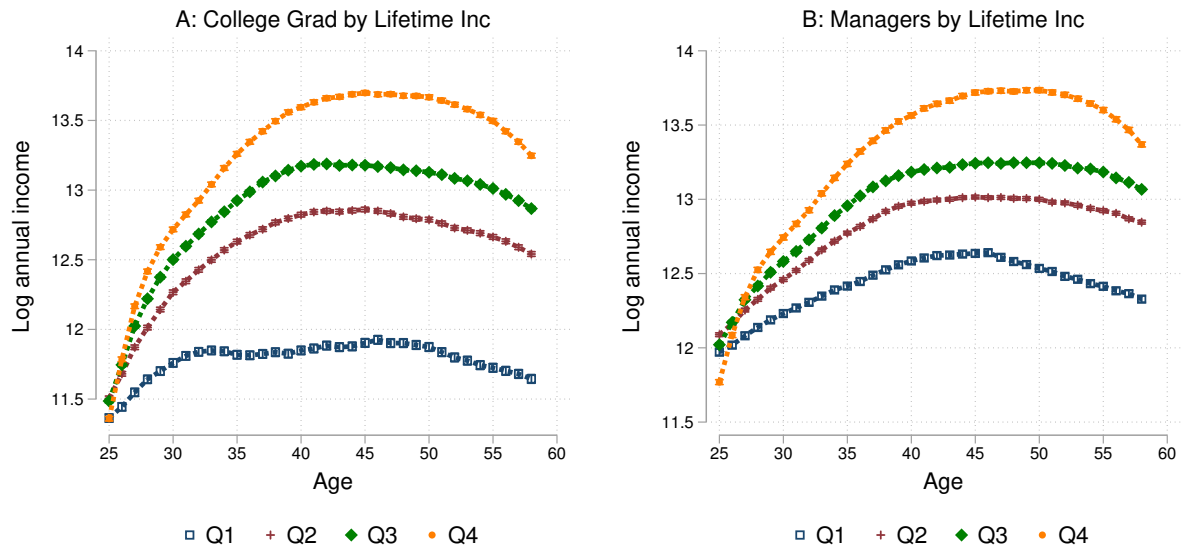 A: College Grad by Lifetime Inc
14
13.5
13
12.5
12
11.5
Log annual income
25 30 35 40 45 50 55 60
Age
Q1 Q2 Q3 Q4
B: Managers by Lifetime Inc
14
13.5
13
12.5
12
11.5
Log annual income
25 30 35 40 45 50 55 60
Age
Q1 Q2 Q3 Q4